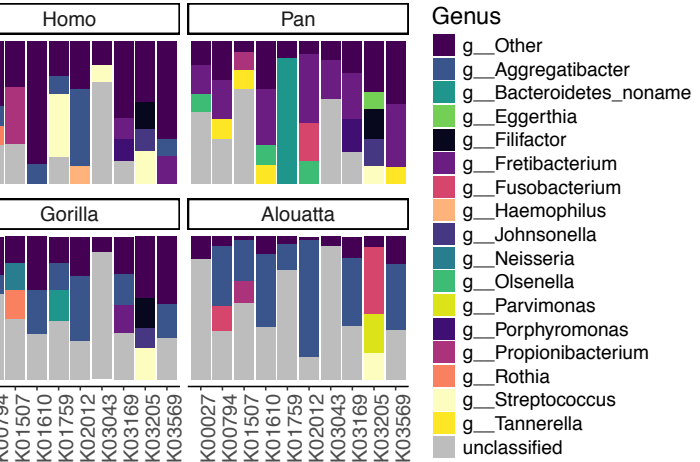 Homo
Pan
Gorilla
Alouatta
K01507
K01610
K01759
K02012
K03043
K03169
K03205
K03569
K00027
K00794
K01507
K01610
K01759
K02012
K03043
K03169
K03205
K03569
Genus
g__Other
g__Aggregatibacter
g__Bacteroidetes_noname
g__Eggerthia
g__Filifactor
g__Fretibacterium
g__Fusobacterium
g__Haemophilus
g__Johnsonella
g__Neisseria
g__Olsenella
g__Parvimonas
g__Porphyromonas
g__Propionibacterium
g__Rothia
g__Streptococcus
g__Tannerella
unclassified